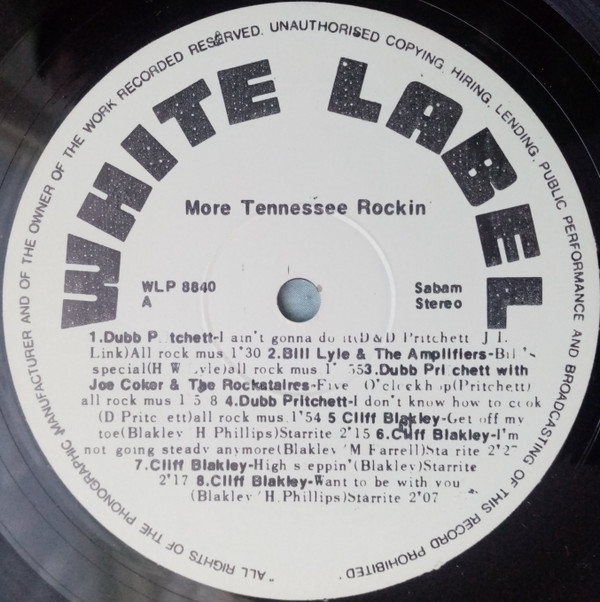 "ALL RIGHTS OF THE PHONOGRAPHIC MANUFACTURER AND OF THE OWNER OF THE WORK RECORDED RESERVED. UNAUTHORISED COPYING, HIRING, LENDING, PUBLIC PERFORMANCE AND BROADCASTING OF THIS RECORD PROHIBITED"
WHITE LABEL
More Tennessee Rockin
WLP 8840 Sabam
A Stereo
1.Dubb P tchett-I ain't gonna do it(D&D Pritchett J
Link)All rock mus 1'30 2.Bill Lyle & The Amplifiers-Bil
special(H W yle)all rock mus 1' 553.Dubb Pri chett with
Joe Coker & The Rockataires-Five O'clock h p(Pritchett)
all rock mus 1 5 8 4.Dubb Pritchett-I don't know how to cook
(D Pritc ett)all rock mus.1'54 5 Cliff Blakley-Get off my
toe(Blakley H Phillips)Starrite 2'15 6.Cliff Blakley-I'm
not going steady anymore(Blakley 'M Farrell)Sta rite
7.Cliff Blakley-High s eppin'(Blakley)Starite
2'17 8.Cliff Blakley-Want to be with you
(Blakley 'H.Phillips)Starrite 2'07